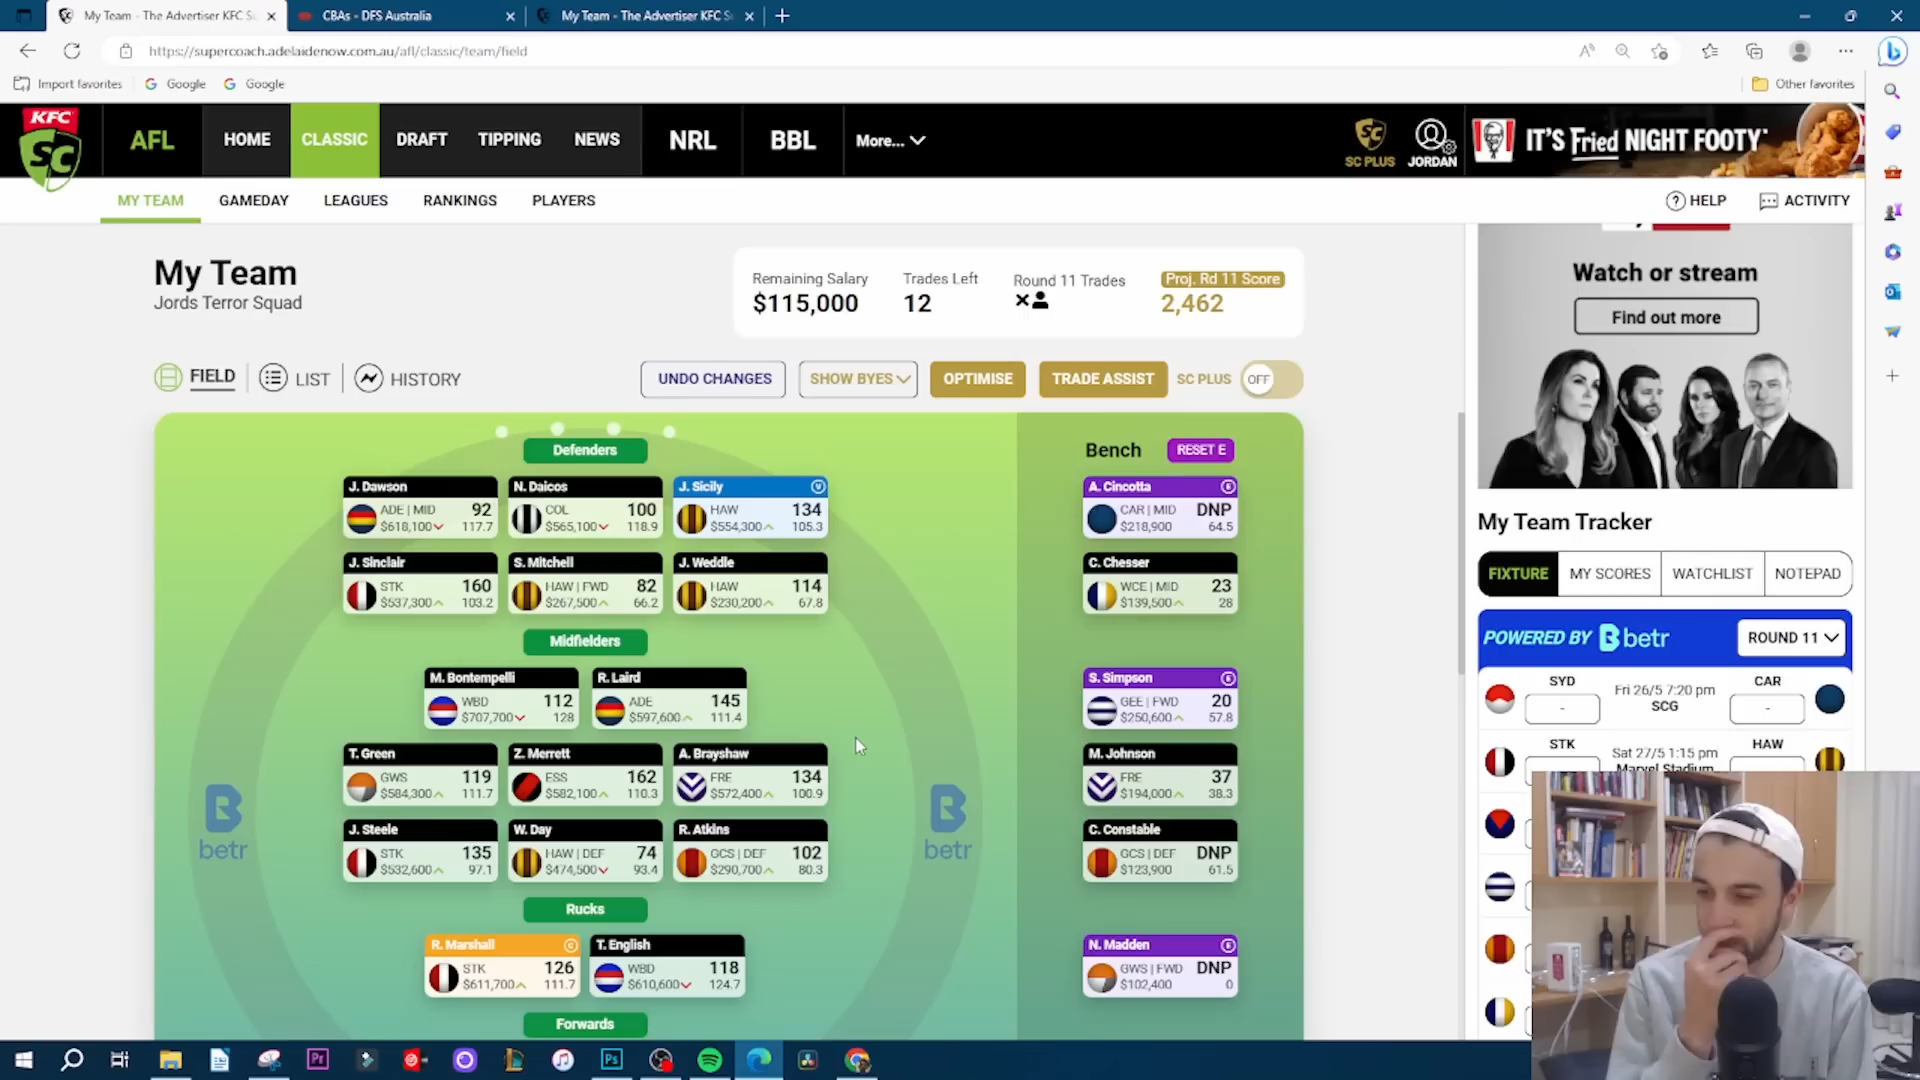 My Team - The Advertiser KFC Su
CBAs - DFS Australia
My Team - The Advertiser KFC S
https://supercoach.adelaidenow.com.au/afl/classic/team/field
Import favorites
Google
Google
Other favorites
KFC
SC
AFL
HOME
CLASSIC
DRAFT
TIPPING
NEWS
NRL
BBL
More...
SC
SC PLUS
JORDAN
KFC
IT'S Fried NIGHT FOOTY
MY TEAM
GAMEDAY
LEAGUES
RANKINGS
PLAYERS
? HELP
ACTIVITY
My Team
Jords Terror Squad
Remaining Salary
$115,000
Trades Left
12
Round 11 Trades
Proj. Rd 11 Score
2,462
Watch or stream
Find out more
FIELD
LIST
HISTORY
UNDO CHANGES
SHOW BYES
OPTIMISE
TRADE ASSIST
SC PLUS
OFF
Defenders
Bench
RESET E
J. Dawson
ADE | MID 92
$618,100 117.7
N. Daicos
COL 100
$565,100 118.9
J. Sicily V
HAW 134
$554,300 105.3
A. Cincotta E
CAR | MID DNP
$218,900 64.5
J. Sinclair
STK 160
$537,300 103.2
S. Mitchell
HAW | FWD 82
$267,500 66.2
J. Weddle
HAW 114
$230,200 67.8
C. Chesser
WCE | MID 23
$139,500 28
Midfielders
M. Bontempelli
WBD 112
$707,700 128
R. Laird
ADE 145
$597,600 111.4
S. Simpson E
GEE | FWD 20
$250,600 57.8
T. Green
GWS 119
$584,300 111.7
Z. Merrett
ESS 162
$582,100 110.3
A. Brayshaw
FRE 134
$572,400 100.9
M. Johnson
FRE 37
$194,000 38.3
J. Steele
STK 135
$532,600 97.1
W. Day
HAW | DEF 74
$474,500 93.4
R. Atkins
GCS | DEF 102
$290,700 80.3
C. Constable
GCS | DEF DNP
$123,900 61.5
B
betr
B
betr
Rucks
R. Marshall C
STK 126
$611,700 111.7
T. English
WBD 118
$610,600 124.7
N. Madden E
GWS | FWD DNP
$102,400 0
Forwards
My Team Tracker
FIXTURE
MY SCORES
WATCHLIST
NOTEPAD
POWERED BY betr
ROUND 11
SYD
-
Fri 26/5 7:20 pm
SCG
CAR
-
STK
Sat 27/5 1:15 pm
Marvel Stadium
HAW
Pr
Ps